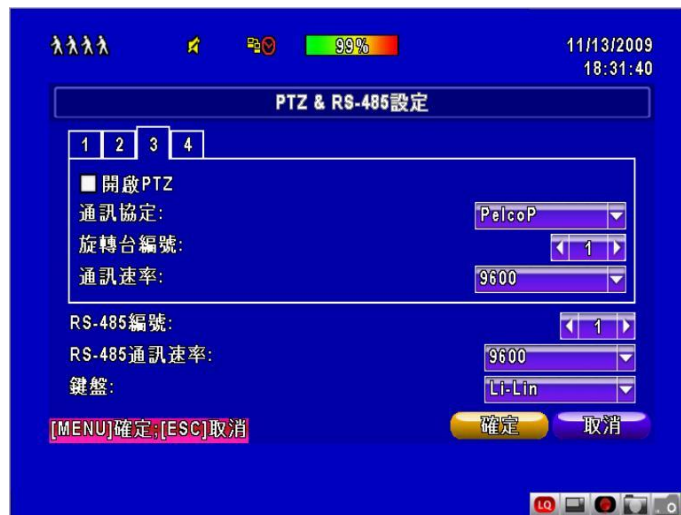 99%
11/13/2009
18:31:40
PTZ & RS-485設定
1 2 3 4
開啟PTZ
通訊協定: PelcoP
旋轉台編號: 1
通訊速率: 9600
RS-485編號: 1
RS-485通訊速率: 9600
鍵盤: Li-Lin
[MENU]確定;[ESC]取消 確定 取消
LQ